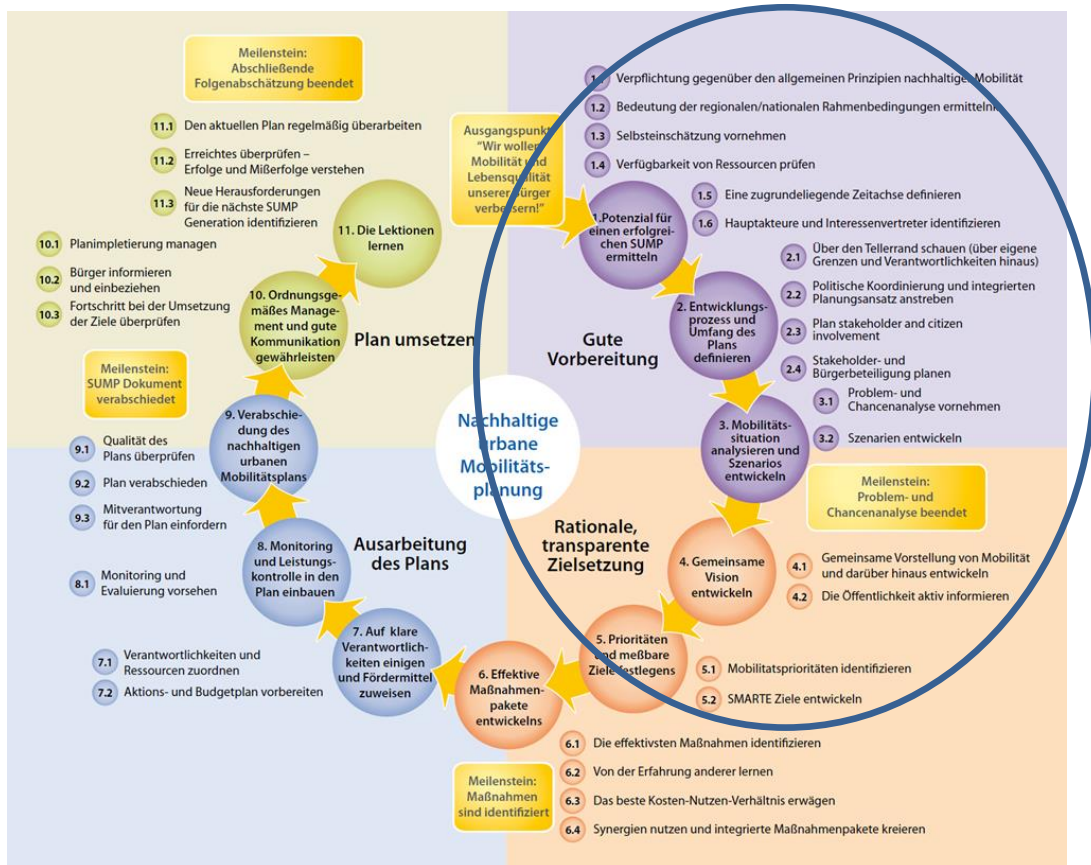 Meilenstein:
Abschließende
Folgenabschätzung beendet
11.1 Den aktuellen Plan regelmäßig überarbeiten
11.2 Erreichtes überprüfen –
Erfolge und Mißerfolge verstehen
11.3 Neue Herausforderungen
für die nächste SUMP
Generation identifizieren
11. Die Lektionen
lernen
10.1 Planimpletierung managen
10.2 Bürger informieren
und einbeziehen
10.3 Fortschritt bei der Umsetzung
der Ziele überprüfen
10. Ordnungsge-
mäßes Manage-
ment und gute
Kommunikation
gewährleisten
Plan umsetzen
Ausgangspunkt
"Wir wollen
Mobilität und
Lebensqualität
unserer Bürger
verbessern!"
1.1 Verpflichtung gegenüber den allgemeinen Prinzipien nachhaltiger Mobilität
1.2 Bedeutung der regionalen/nationalen Rahmenbedingungen ermitteln
1.3 Selbsteinschätzung vornehmen
1.4 Verfügbarkeit von Ressourcen prüfen
1.5 Eine zugrundeliegende Zeitachse definieren
1.6 Hauptakteure und Interessenvertreter identifizieren
1.Potenzial für
einen erfolgrei-
chen SUMP
ermitteln
2.1 Über den Tellerrand schauen (über eigene
Grenzen und Verantwortlichkeiten hinaus)
2.2 Politische Koordinierung und integrierten
Planungsansatz anstreben
2.3 Plan stakeholder and citizen
involvement
2.4 Stakeholder- und
Bürgerbeteiligung planen
2. Entwicklungs-
prozess und
Umfang des
Plans
definieren
Gute
Vorbereitung
3.1 Problem- und
Chancenanalyse vornehmen
3.2 Szenarien entwickeln
3. Mobilitäts-
situation
analysieren und
Szenarios
entwickeln
Meilenstein:
SUMP Dokument
verabschiedet
9. Verabschie-
dung des
nachhaltigen
urbanen
Mobilitätsplans
9.1 Qualität des
Plans überprüfen
9.2 Plan verabschieden
9.3 Mitverantwortung
für den Plan einfordern
Nachhaltige
urbane
Mobilitäts-
planung
Meilenstein:
Problem- und
Chancenanalyse beendet
Rationale,
transparente
Zielsetzung
4. Gemeinsame
Vision
entwickeln
4.1 Gemeinsame Vorstellung von Mobilität
und darüber hinaus entwickeln
4.2 Die Öffentlichkeit aktiv informieren
Ausarbeitung
des Plans
8. Monitoring
und Leistungs-
kontrolle in den
Plan einbauen
8.1 Monitoring und
Evaluierung vorsehen
7. Auf klare
Verantwortlich-
keiten einigen
und Fördermittel
zuweisen
7.1 Verantwortlichkeiten und
Ressourcen zuordnen
7.2 Aktions- und Budgetplan vorbereiten
6. Effektive
Maßnahmen-
pakete
entwickelns
5. Prioritäten
und meßbare
Ziele festlegens
5.1 Mobilitatsprioritäten identifizieren
5.2 SMARTE Ziele entwickeln
Meilenstein:
Maßnahmen
sind identifiziert
6.1 Die effektivsten Maßnahmen identifizieren
6.2 Von der Erfahrung anderer lernen
6.3 Das beste Kosten-Nutzen-Verhältnis erwägen
6.4 Synergien nutzen und integrierte Maßnahmenpakete kreieren